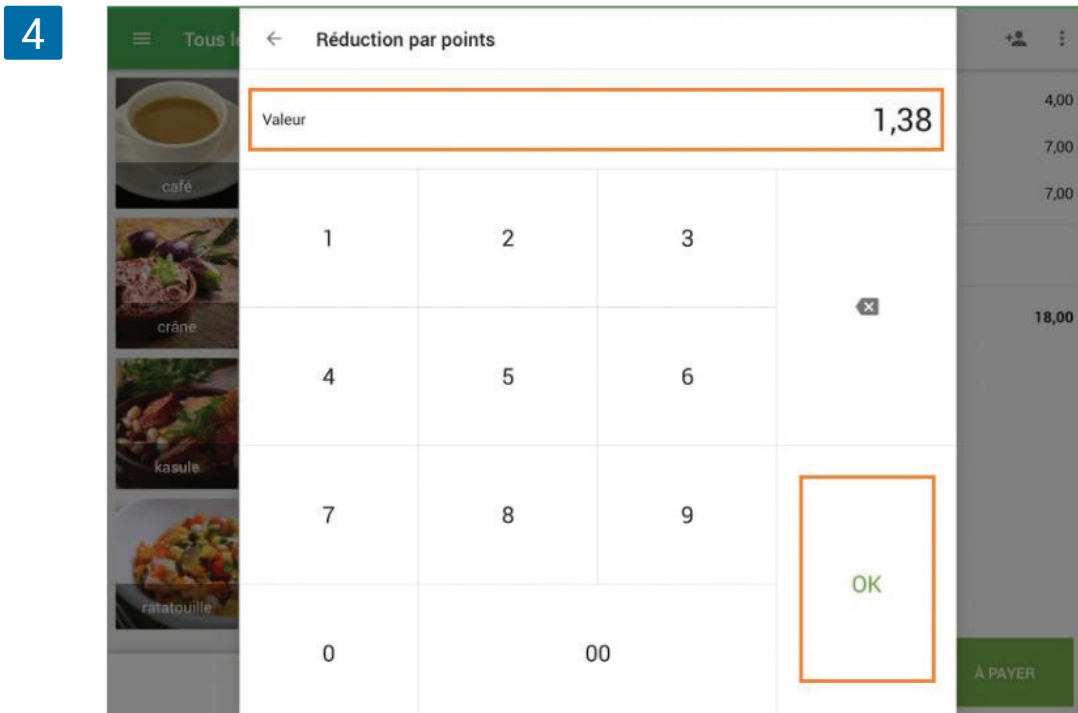 4
Tous le
Réduction par points
Valeur 1,38
4,00
7,00
7,00
18,00
café
crâne
kasule
ratatouille
1 2 3
4 5 6
7 8 9
OK
0 00
À PAYER